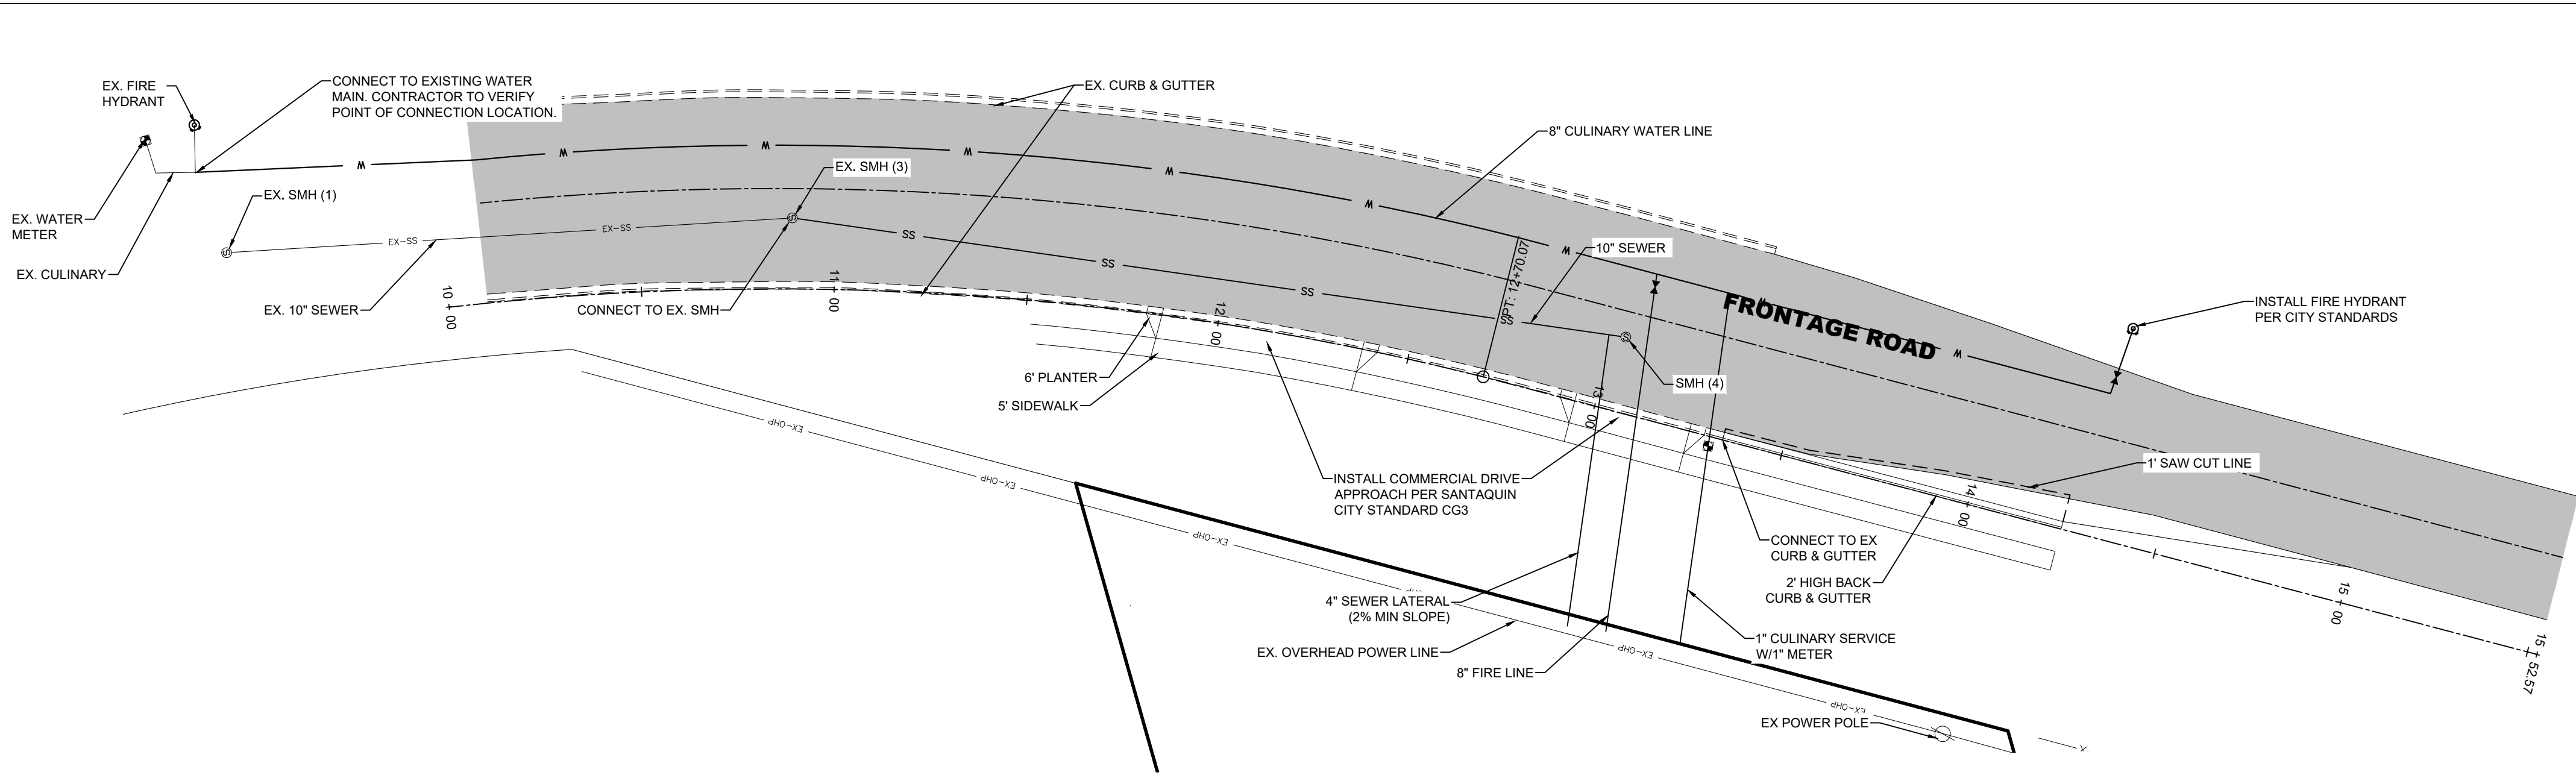 EX. FIRE
HYDRANT
CONNECT TO EXISTING WATER
MAIN. CONTRACTOR TO VERIFY
POINT OF CONNECTION LOCATION.
EX. CURB & GUTTER
8" CULINARY WATER LINE
W
W
W
W
W
W
W
W
W
EX. SMH (3)
EX. SMH (1)
EX. WATER
METER
EX-SS
EX-SS
SS
SS
SS
SS
10" SEWER
PT: 12+70.07
EX. CULINARY
EX. 10" SEWER
CONNECT TO EX. SMH
10 + 00
11 + 00
12 + 00
13 + 00
14 + 00
15 + 00
15 + 52.57
FRONTAGE ROAD
INSTALL FIRE HYDRANT
PER CITY STANDARDS
6' PLANTER
5' SIDEWALK
SMH (4)
EX-OHP
EX-OHP
EX-OHP
EX-OHP
EX-OHP
INSTALL COMMERCIAL DRIVE
APPROACH PER SANTAQUIN
CITY STANDARD CG3
1' SAW CUT LINE
CONNECT TO EX
CURB & GUTTER
2' HIGH BACK
CURB & GUTTER
4" SEWER LATERAL
(2% MIN SLOPE)
EX. OVERHEAD POWER LINE
8" FIRE LINE
1" CULINARY SERVICE
W/1" METER
EX POWER POLE